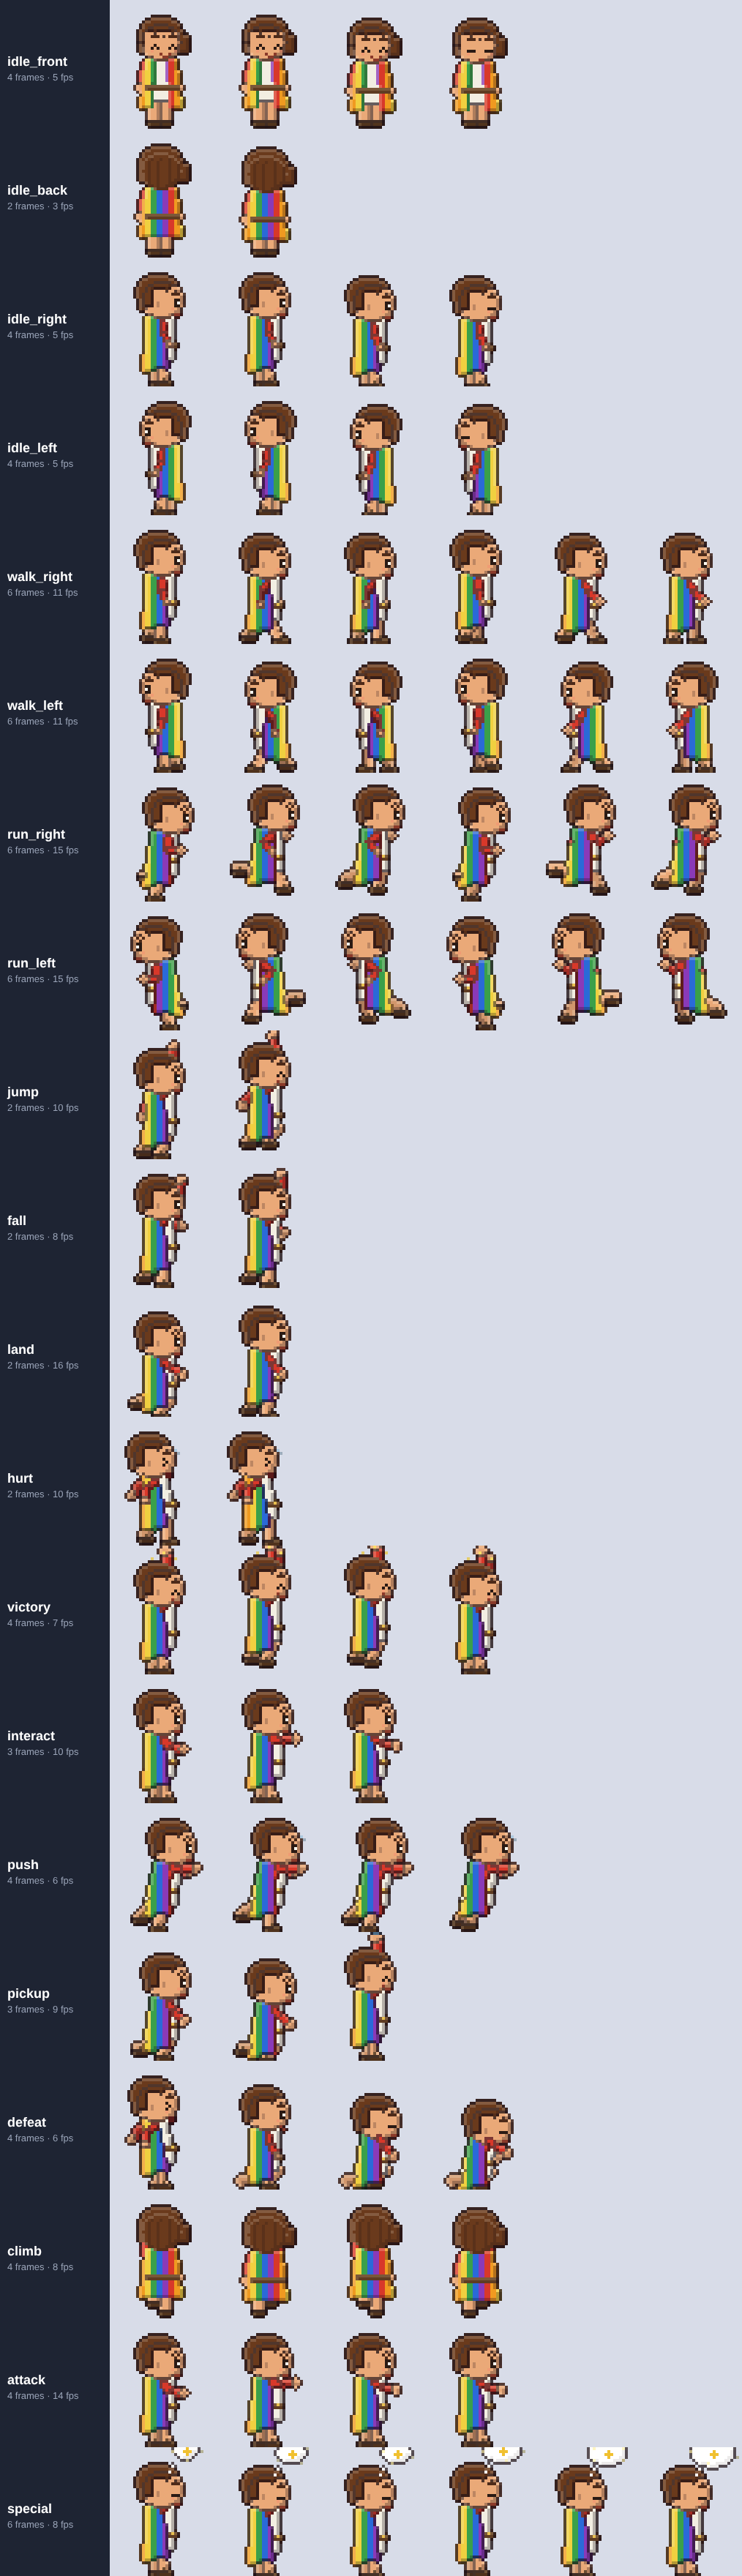 idle_front
4 frames · 5 fps
idle_back
2 frames · 3 fps
idle_right
4 frames · 5 fps
idle_left
4 frames · 5 fps
walk_right
6 frames · 11 fps
walk_left
6 frames · 11 fps
run_right
6 frames · 15 fps
run_left
6 frames · 15 fps
jump
2 frames · 10 fps
fall
2 frames · 8 fps
land
2 frames · 16 fps
hurt
2 frames · 10 fps
victory
4 frames · 7 fps
interact
3 frames · 10 fps
push
4 frames · 6 fps
pickup
3 frames · 9 fps
defeat
4 frames · 6 fps
climb
4 frames · 8 fps
attack
4 frames · 14 fps
special
6 frames · 8 fps